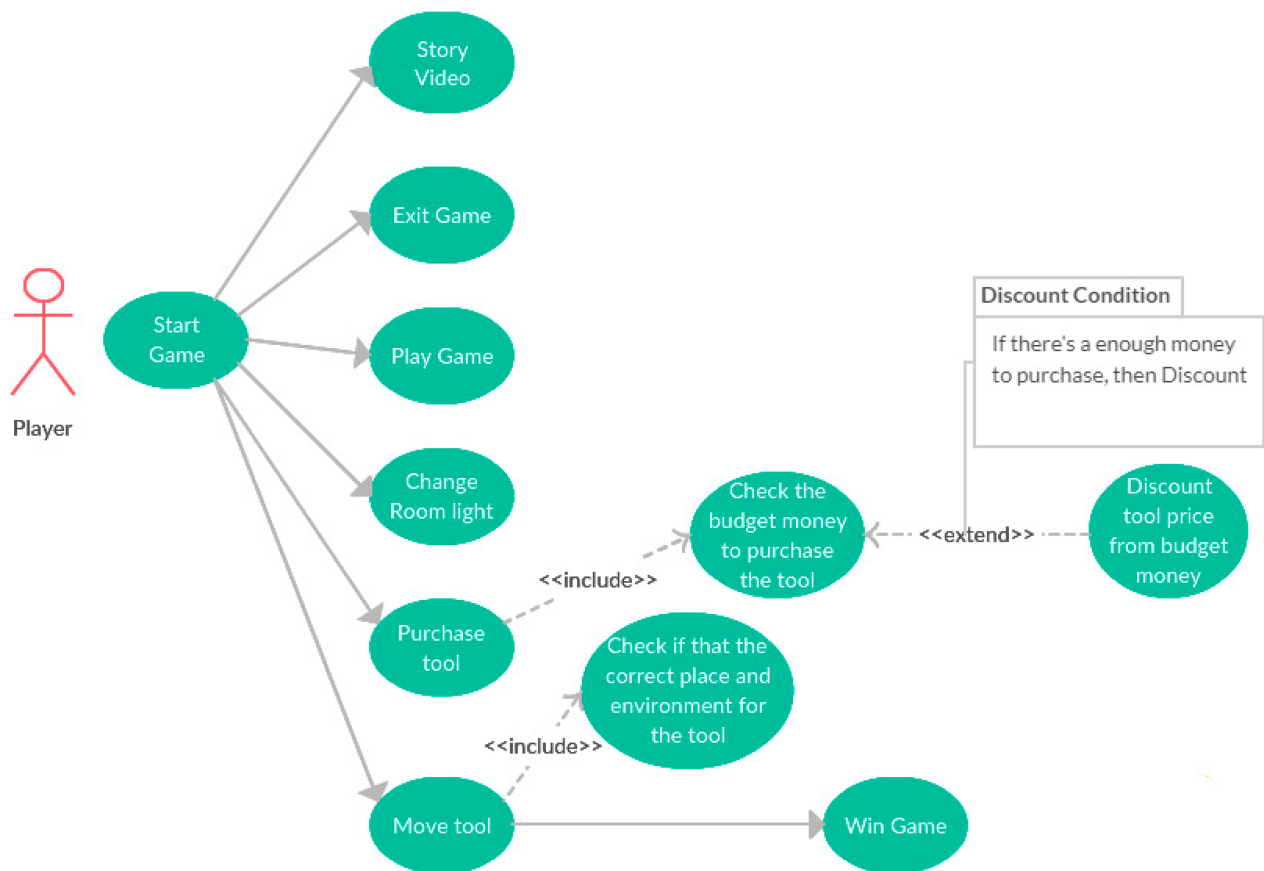 Story
Video
Exit Game
Start
Game
Play Game
Player
Discount Condition
If there's a enough money
to purchase, then Discount
Change
Room light
Check the
budget money
to purchase
the tool
<<extend>>
Discount
tool price
from budget
money
<<include>>
Purchase
tool
Check if that the
correct place and
environment for
the tool
<<include>>
Move tool
Win Game